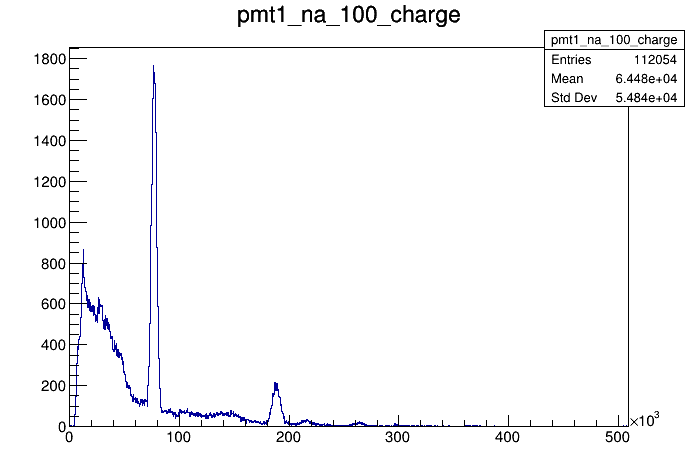 pmt1_na_100_charge
pmt1_na_100_charge
Entries 112054
Mean 6.448e+04
Std Dev 5.484e+04
1800
1600
1400
1200
1000
800
600
400
200
0
0 100 200 300 400 500
×10³